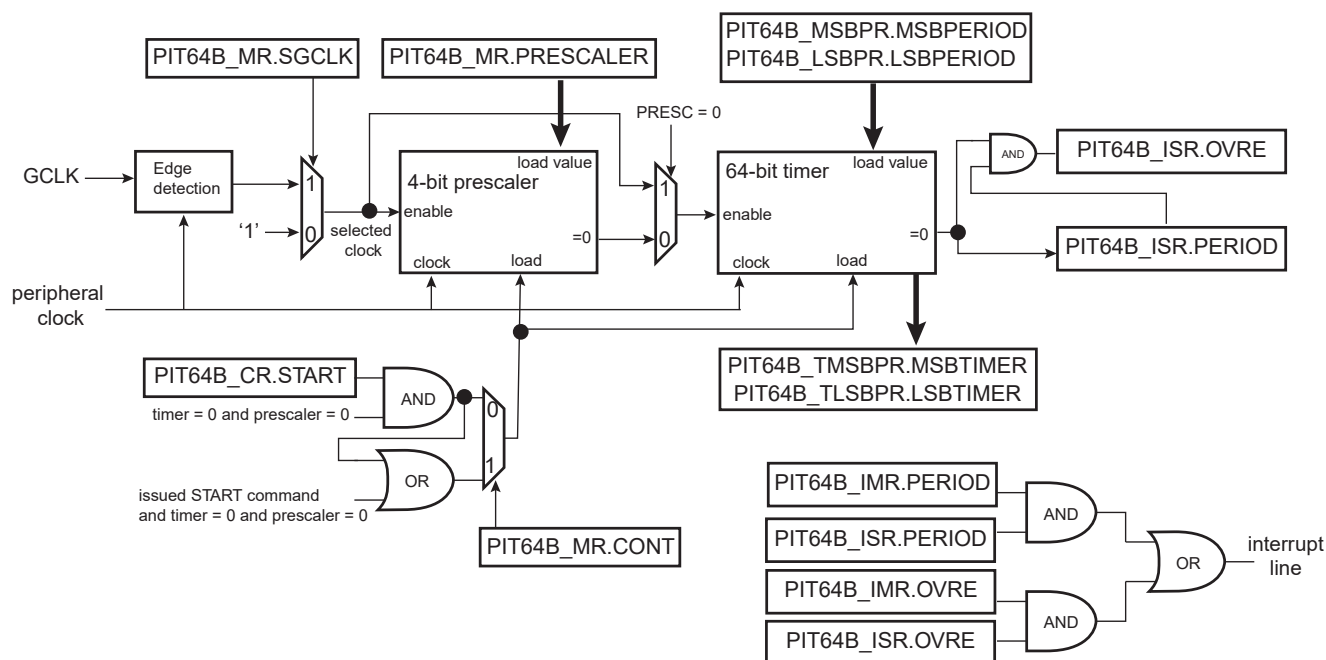 PIT64B_MR.SGCLK
PIT64B_MR.PRESCALER
PIT64B_MSBPR.MSBPERIOD
PIT64B_LSBPR.LSBPERIOD
PRESC = 0
GCLK
Edge
detection
1
0
'1'
selected
clock
load value
4-bit prescaler
enable
=0
clock
load
1
0
load value
64-bit timer
enable
=0
clock
load
AND
PIT64B_ISR.OVRE
PIT64B_ISR.PERIOD
peripheral
clock
PIT64B_TMSBPR.MSBTIMER
PIT64B_TLSBPR.LSBTIMER
PIT64B_CR.START
timer = 0 and prescaler = 0
AND
0
1
OR
issued START command
and timer = 0 and prescaler = 0
PIT64B_MR.CONT
PIT64B_IMR.PERIOD
PIT64B_ISR.PERIOD
AND
PIT64B_IMR.OVRE
PIT64B_ISR.OVRE
AND
OR
interrupt
line